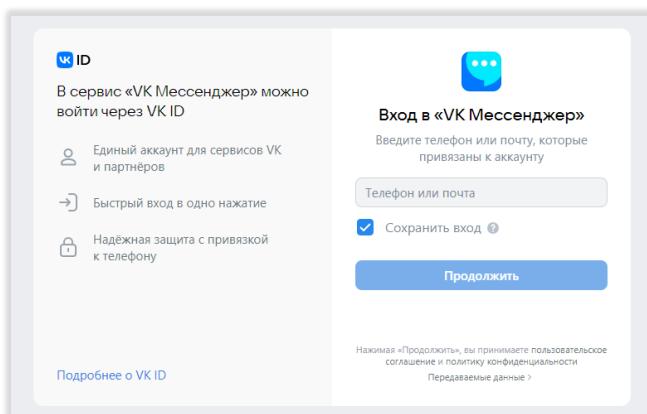 VK ID
В сервис «VK Мессенджер» можно
войти через VK ID
Единый аккаунт для сервисов VK
и партнёров
Быстрый вход в одно нажатие
Надёжная защита с привязкой
к телефону
Подробнее о VK ID
Вход в «VK Мессенджер»
Введите телефон или почту, которые
привязаны к аккаунту
Телефон или почта
Сохранить вход ?
Продолжить
Нажимая «Продолжить», вы принимаете пользовательское
соглашение и политику конфиденциальности
Передаваемые данные >